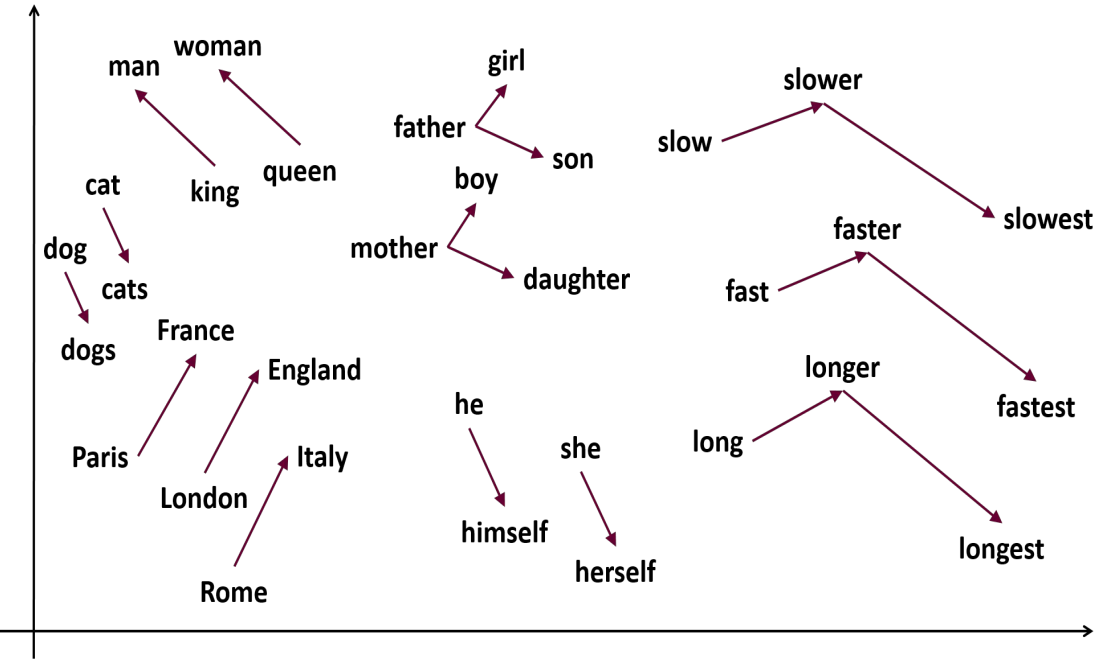 woman
man
king
queen
cat
dog
cats
dogs
France
England
Paris
London
Italy
Rome
girl
father
son
boy
mother
daughter
he
she
himself
herself
slower
slow
slowest
faster
fast
fastest
longer
long
longest